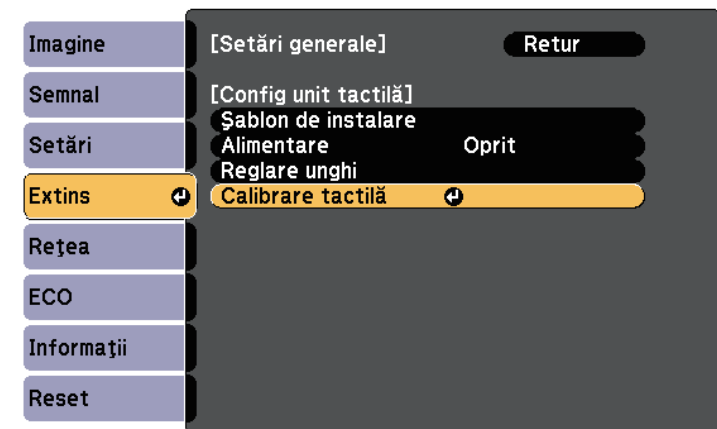 Imagine
Semnal
Setări
Extins
Reţea
ECO
Informaţii
Reset
[Setări generale] Retur
[Config unit tactilă]
Şablon de instalare
Alimentare Oprit
Reglare unghi
Calibrare tactilă